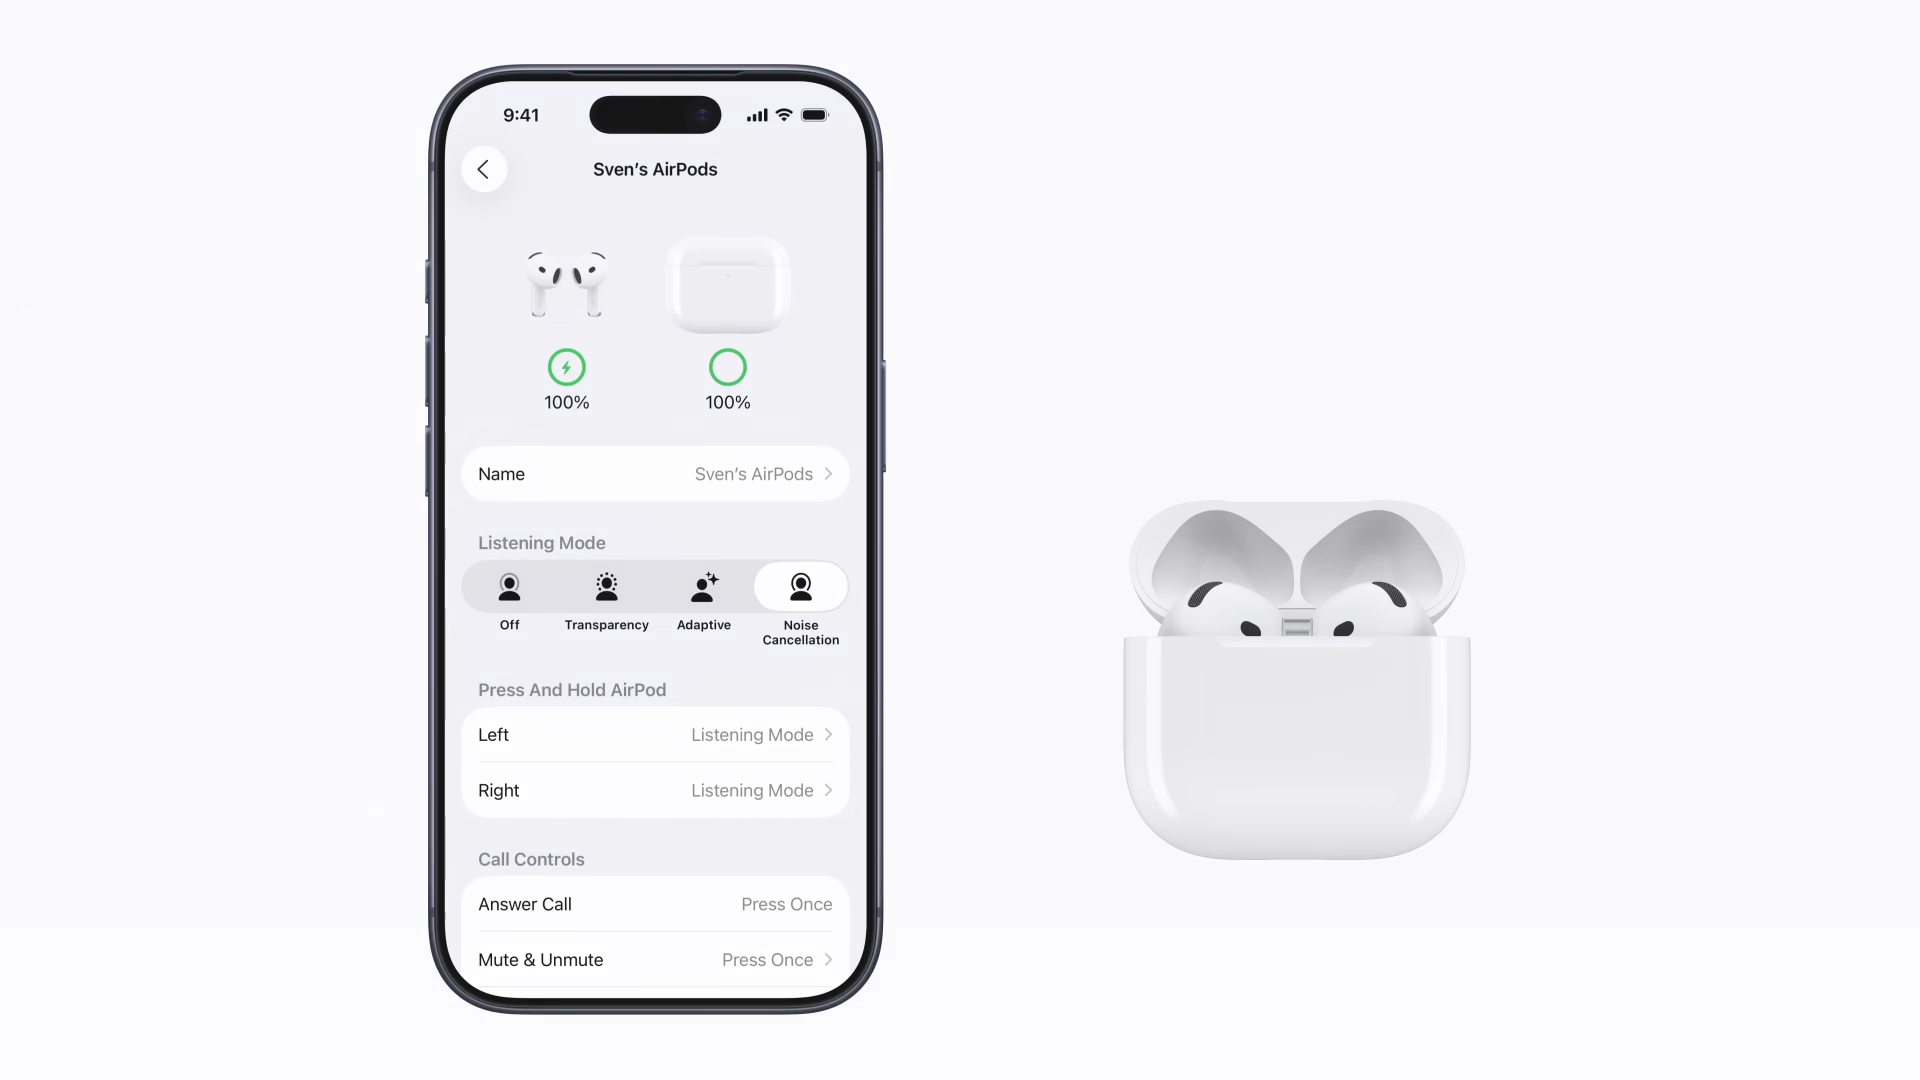 9:41
Sven’s AirPods
100%
100%
Name
Sven’s AirPods
Listening Mode
Off
Transparency
Adaptive
Noise
Cancellation
Press And Hold AirPod
Left
Listening Mode
Right
Listening Mode
Call Controls
Answer Call
Press Once
Mute & Unmute
Press Once